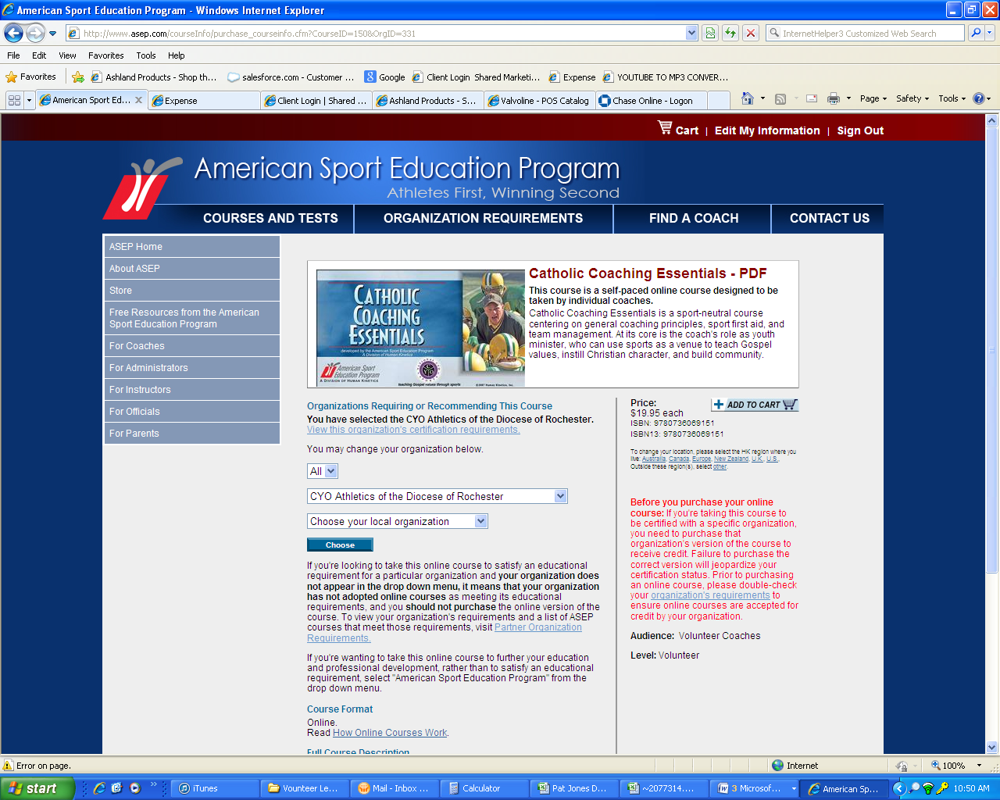 American Sport Education Program - Windows Internet Explorer
http://www.asep.com/courseInfo/purchase_courseinfo.cfm?CourseID=150&OrgID=331
InternetHelper3 Customized Web Search
File Edit View Favorites Tools Help
Favorites
Ashland Products - Shop th...
salesforce.com - Customer ...
Google
Client Login Shared Marketi...
Expense
YOUTUBE TO MP3 CONVER...
American Sport Ed...
Expense
Client Login | Shared ...
Ashland Products - S...
Valvoline - POS Catalog
Chase Online - Logon
Page Safety Tools
Cart | Edit My Information | Sign Out
American Sport Education Program
Athletes First, Winning Second
COURSES AND TESTS
ORGANIZATION REQUIREMENTS
FIND A COACH
CONTACT US
ASEP Home
About ASEP
Store
Free Resources from the American
Sport Education Program
For Coaches
For Administrators
For Instructors
For Officials
For Parents
CATHOLIC
COACHING
ESSENTIALS
developed by the American Sport Education Program
A Division of Human Kinetics
American Sport
Education Program
A DIVISION OF HUMAN KINETICS
teaching Gospel values through sports
©2007 Human Kinetics, Inc.
Catholic Coaching Essentials - PDF
This course is a self-paced online course designed to be
taken by individual coaches.
Catholic Coaching Essentials is a sport-neutral course
centering on general coaching principles, sport first aid, and
team management. At its core is the coach's role as youth
minister, who can use sports as a venue to teach Gospel
values, instill Christian character, and build community.
Organizations Requiring or Recommending This Course
You have selected the CYO Athletics of the Diocese of Rochester.
View this organization's certification requirements.
You may change your organization below.
All
CYO Athletics of the Diocese of Rochester
Choose your local organization
Choose
If you're looking to take this online course to satisfy an educational
requirement for a particular organization and your organization does
not appear in the drop down menu, it means that your organization
has not adopted online courses as meeting its educational
requirements, and you should not purchase the online version of the
course. To view your organization's requirements and a list of ASEP
courses that meet those requirements, visit Partner Organization
Requirements.
If you're wanting to take this online course to further your education
and professional development, rather than to satisfy an educational
requirement, select "American Sport Education Program" from the
drop down menu.
Course Format
Online.
Read How Online Courses Work.
Full Course Description
Price:
$19.95 each
ADD TO CART
ISBN: 9780736069151
ISBN13: 9780736069151
To change your location, please select the HK region where you
live: Australia, Canada, Europe, New Zealand, U.K., U.S..
Outside these region(s), select other.
Before you purchase your online
course: If you're taking this course to
be certified with a specific organization,
you need to purchase that
organization's version of the course to
receive credit. Failure to purchase the
correct version will jeopardize your
certification status. Prior to purchasing
an online course, please double-check
your organization's requirements to
ensure online courses are accepted for
credit by your organization.
Audience: Volunteer Coaches
Level: Volunteer
Error on page.
Internet
100%
start
iTunes
Vounteer Le...
Mail - Inbox ...
Calculator
Pat Jones D...
~2077314....
3 Microsof...
American Sp...
10:50 AM